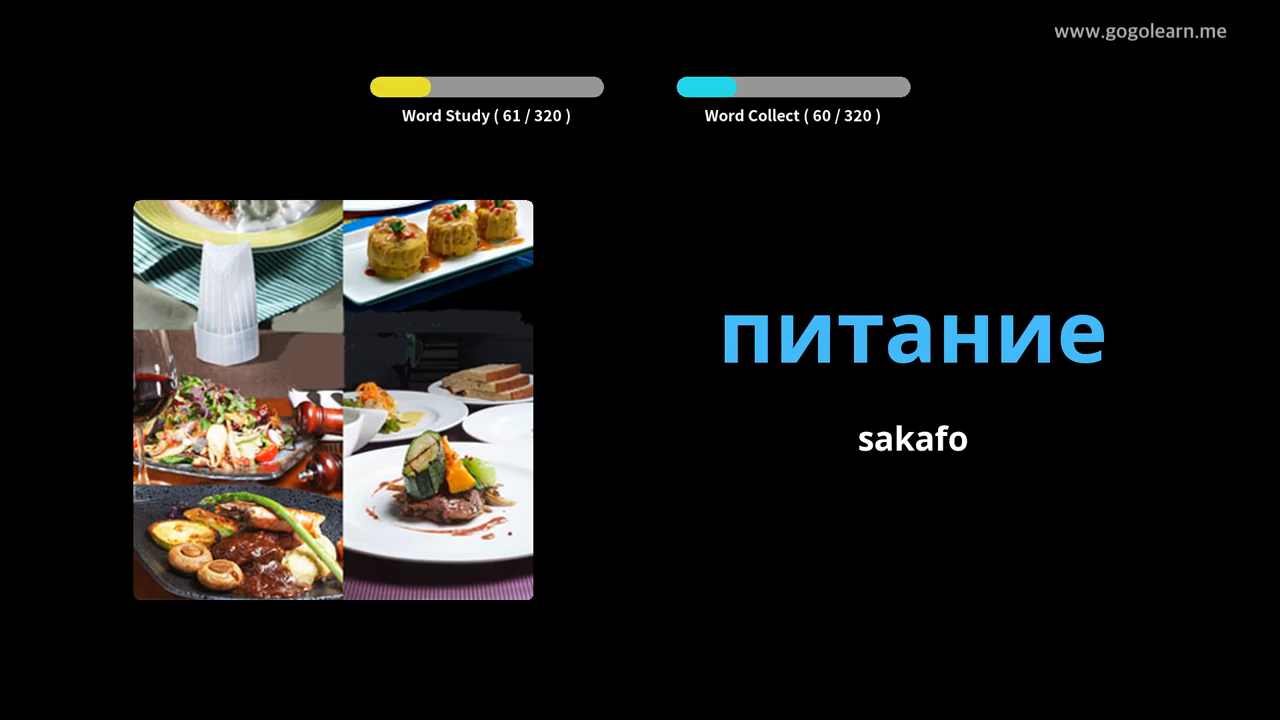 www.gogolearn.me
Word Study ( 61 / 320 )
Word Collect ( 60 / 320 )
питание
sakafo